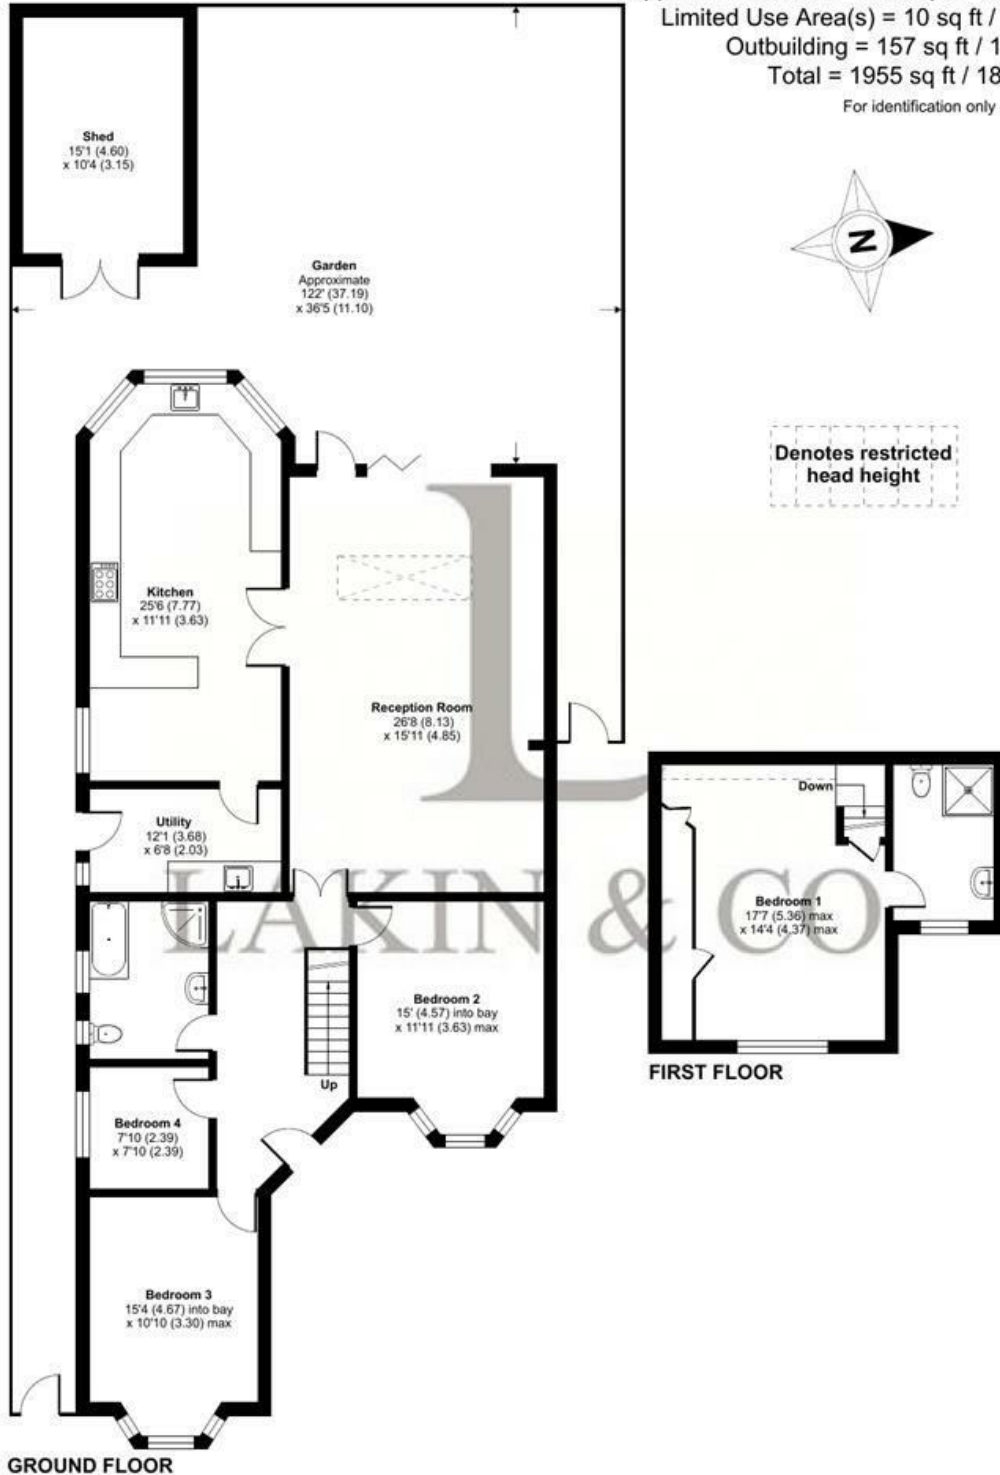 Limited Use Area(s) = 10 sq ft /
Outbuilding = 157 sq ft / 1
Total = 1955 sq ft / 18
For identification only
Shed
15'1 (4.60)
x 10'4 (3.15)
N
Garden
Approximate
122' (37.19)
x 36'5 (11.10)
Denotes restricted
head height
Kitchen
25'6 (7.77)
x 11'11 (3.63)
Reception Room
26'8 (8.13)
x 15'11 (4.85)
Utility
12'1 (3.68)
x 6'8 (2.03)
Down
Bedroom 1
17'7 (5.36) max
x 14'4 (4.37) max
L
LAKIN & CO
Bedroom 2
15' (4.57) into bay
x 11'11 (3.63) max
FIRST FLOOR
Up
Bedroom 4
7'10 (2.39)
x 7'10 (2.39)
Bedroom 3
15'4 (4.67) into bay
x 10'10 (3.30) max
GROUND FLOOR